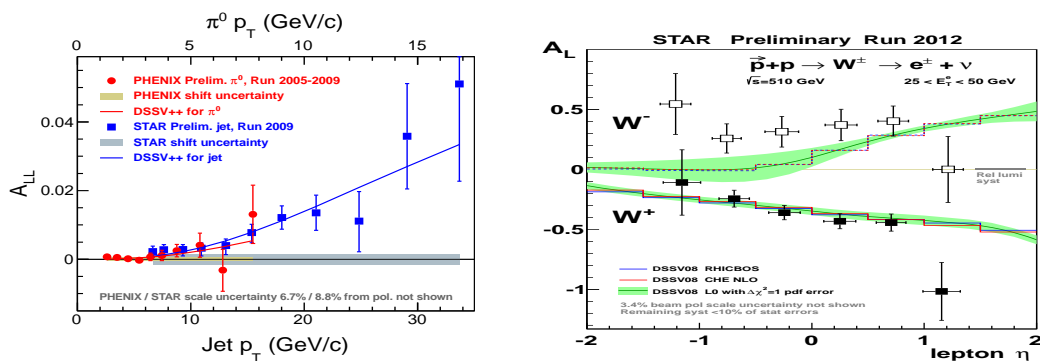 π⁰ p_T (GeV/c)
0 5 10 15
PHENIX Prelim. π⁰, Run 2005-2009
PHENIX shift uncertainty
DSSV++ for π⁰
STAR Prelim. jet, Run 2009
STAR shift uncertainty
DSSV++ for jet
A_LL
0.04
0.02
0
PHENIX / STAR scale uncertainty 6.7% / 8.8% from pol. not shown
0 10 20 30
Jet p_T (GeV/c)
A_L
STAR Preliminary Run 2012
p⃗+p → W± → e± + ν
√s=510 GeV 25 < E_T^e < 50 GeV
0.5
W⁻
0
Rel lumi
syst
W⁺
-0.5
DSSV08 RHICBOS
DSSV08 CHE NLO
DSSV08 L0 with Δχ²=1 pdf error
-1
3.4% beam pol scale uncertainty not shown
Remaining syst <10% of stat errors
-2 -1 0 1 2
lepton η